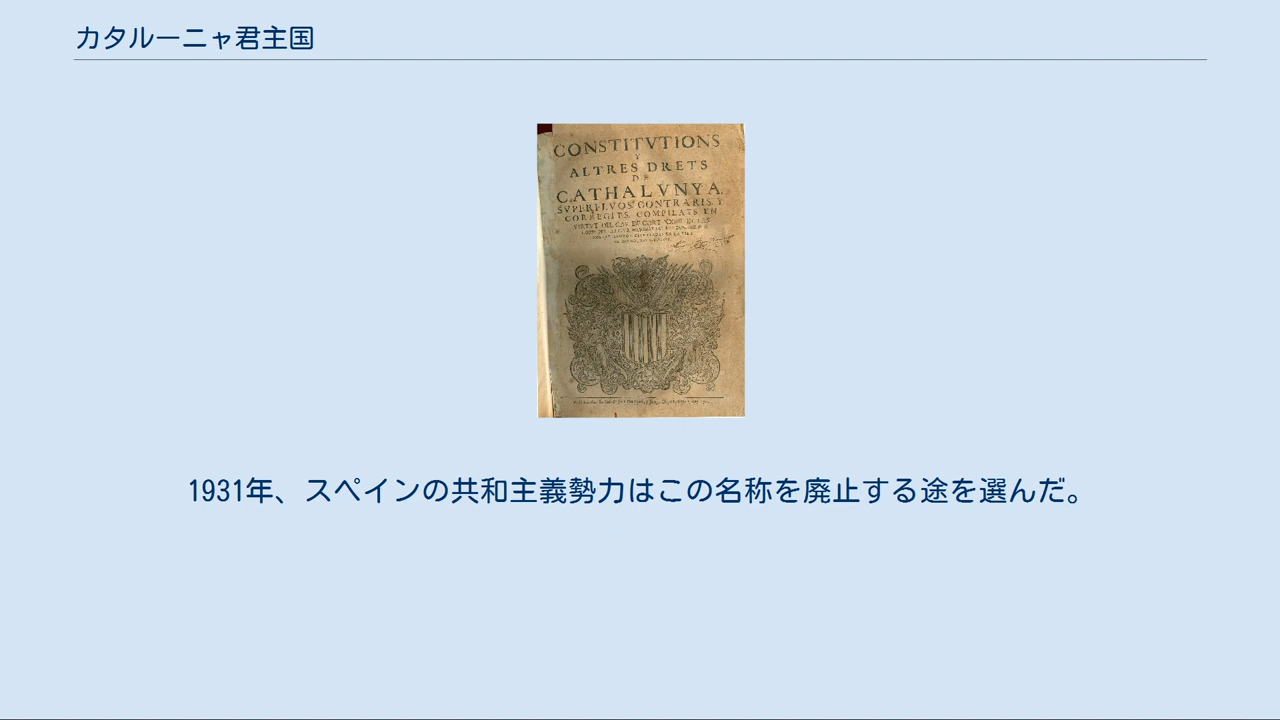 カタルーニャ君主国
CONSTITVTIONS
Y
ALTRES DRETS
DE
CATHALVNYA,
SVPERFLVOS CONTRARIS Y
CORREGITS, COMPILATS EN
1931年、スペインの共和主義勢力はこの名称を廃止する途を選んだ。